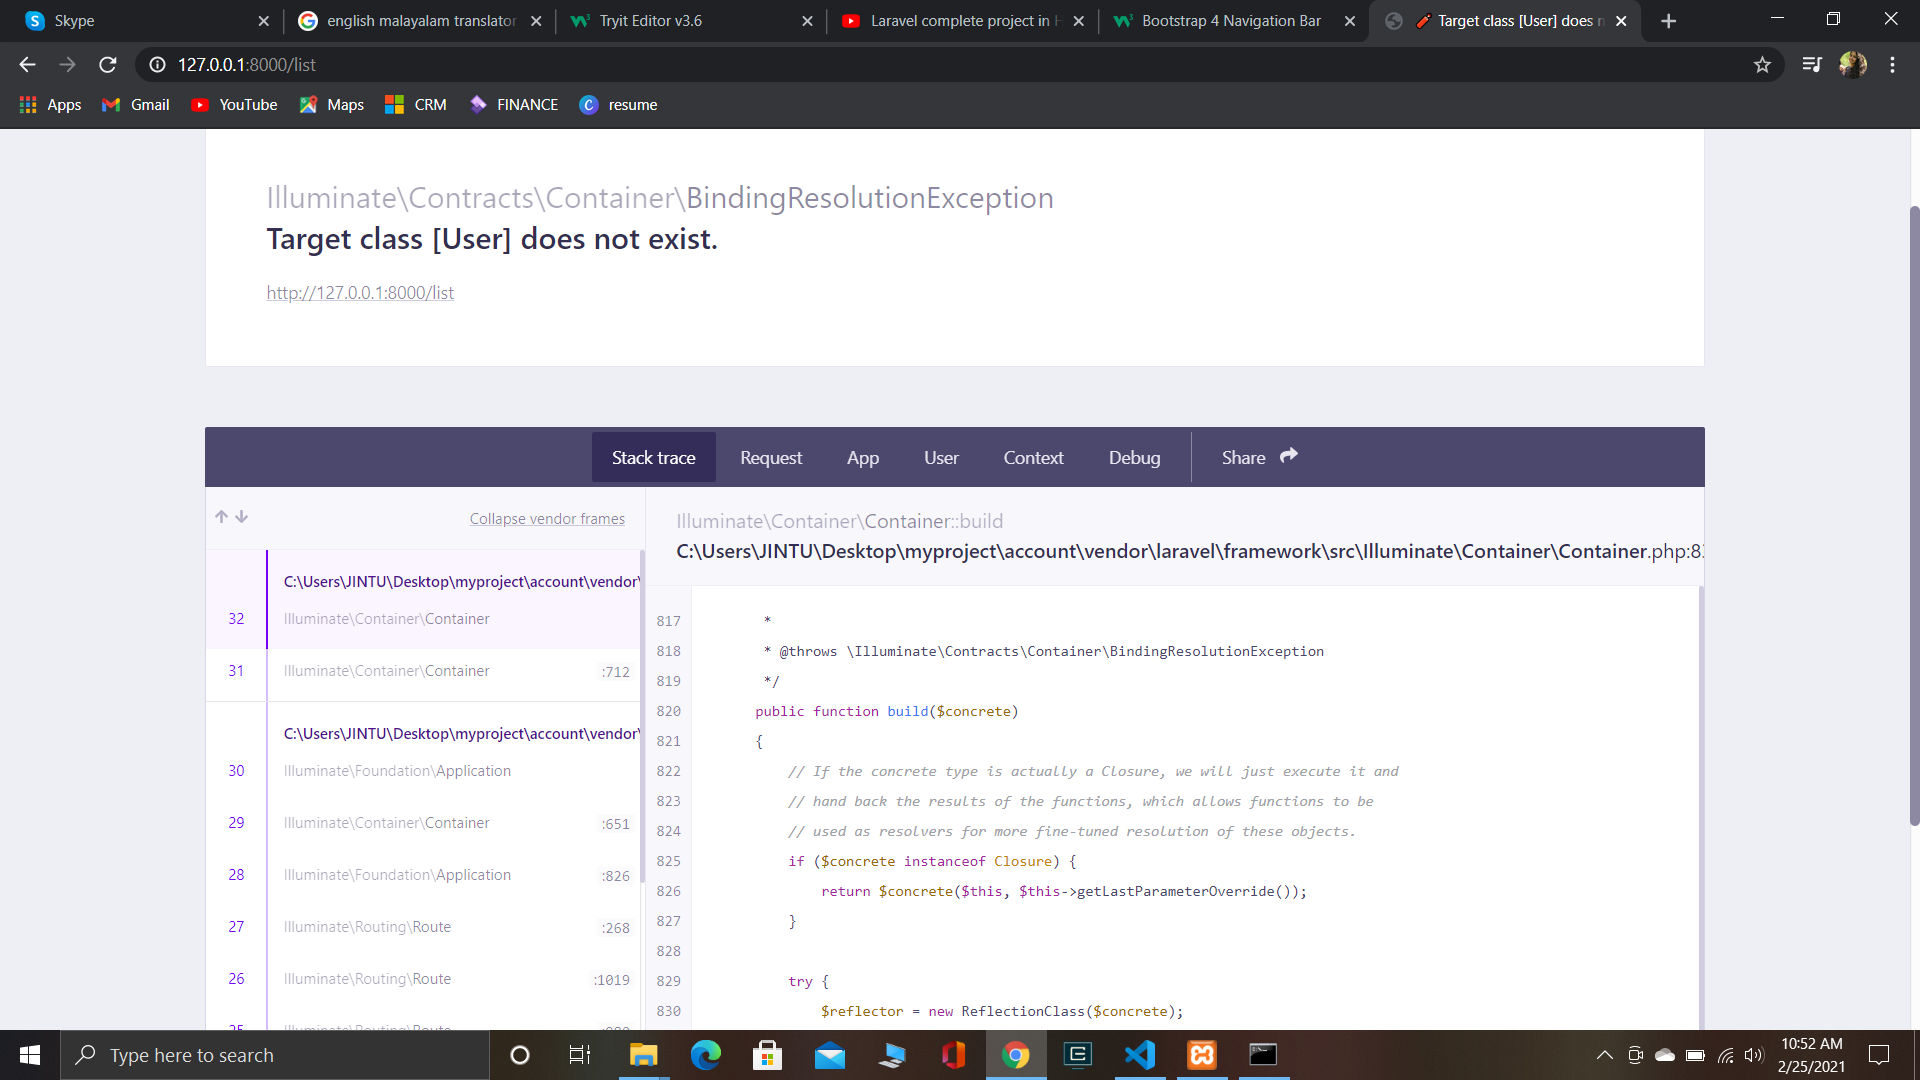 Skype
english malayalam translator
Tryit Editor v3.6
Laravel complete project in H
Bootstrap 4 Navigation Bar
Target class [User] does n
127.0.0.1:8000/list
Apps
Gmail
YouTube
Maps
CRM
FINANCE
resume
Illuminate\Contracts\Container\BindingResolutionException
Target class [User] does not exist.
http://127.0.0.1:8000/list
Stack trace
Request
App
User
Context
Debug
Share
Collapse vendor frames
Illuminate\Container\Container::build
C:\Users\JINTU\Desktop\myproject\account\vendor\laravel\framework\src\Illuminate\Container\Container.php:83
C:\Users\JINTU\Desktop\myproject\account\vendor\
32 Illuminate\Container\Container
31 Illuminate\Container\Container :712
C:\Users\JINTU\Desktop\myproject\account\vendor\
30 Illuminate\Foundation\Application
29 Illuminate\Container\Container :651
28 Illuminate\Foundation\Application :826
27 Illuminate\Routing\Route :268
26 Illuminate\Routing\Route :1019
25 Illuminate\Routing\Route
817 *
818 * @throws \Illuminate\Contracts\Container\BindingResolutionException
819 */
820 public function build($concrete)
821 {
822 // If the concrete type is actually a Closure, we will just execute it and
823 // hand back the results of the functions, which allows functions to be
824 // used as resolvers for more fine-tuned resolution of these objects.
825 if ($concrete instanceof Closure) {
826 return $concrete($this, $this->getLastParameterOverride());
827 }
828
829 try {
830 $reflector = new ReflectionClass($concrete);
Type here to search
10:52 AM
2/25/2021